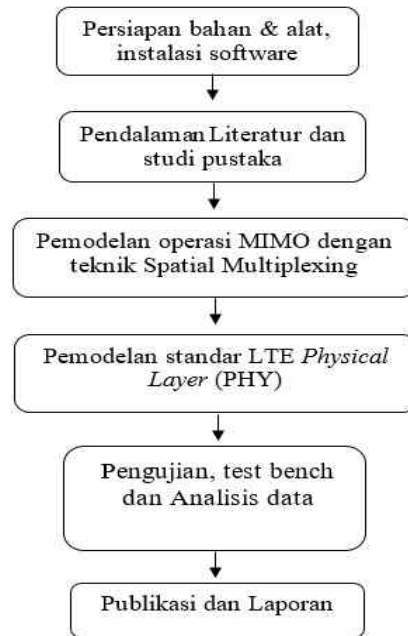 Persiapan bahan & alat,
instalasi software
Pendalaman Literatur dan
studi pustaka
Pemodelan operasi MIMO dengan
teknik Spatial Multiplexing
Pemodelan standar LTE Physical
Layer (PHY)
Pengujian, test bench
dan Analisis data
Publikasi dan Laporan